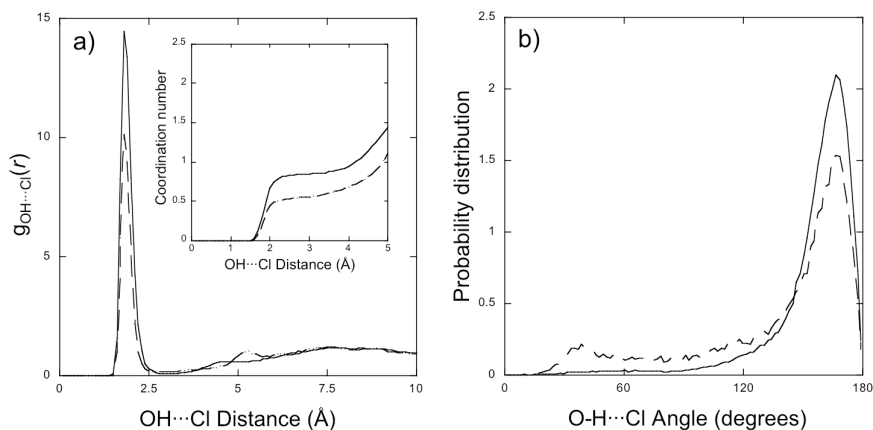 a)
g_OH⋯Cl(r)
15
10
5
0
0 2.5 5 7.5 10
OH⋯Cl Distance (Å)
Coordination number
2.5
2
1.5
1
0.5
0
0 1 2 3 4 5
OH⋯Cl Distance (Å)
b)
Probability distribution
2.5
2
1.5
1
0.5
0
0 60 120 180
O-H⋯Cl Angle (degrees)